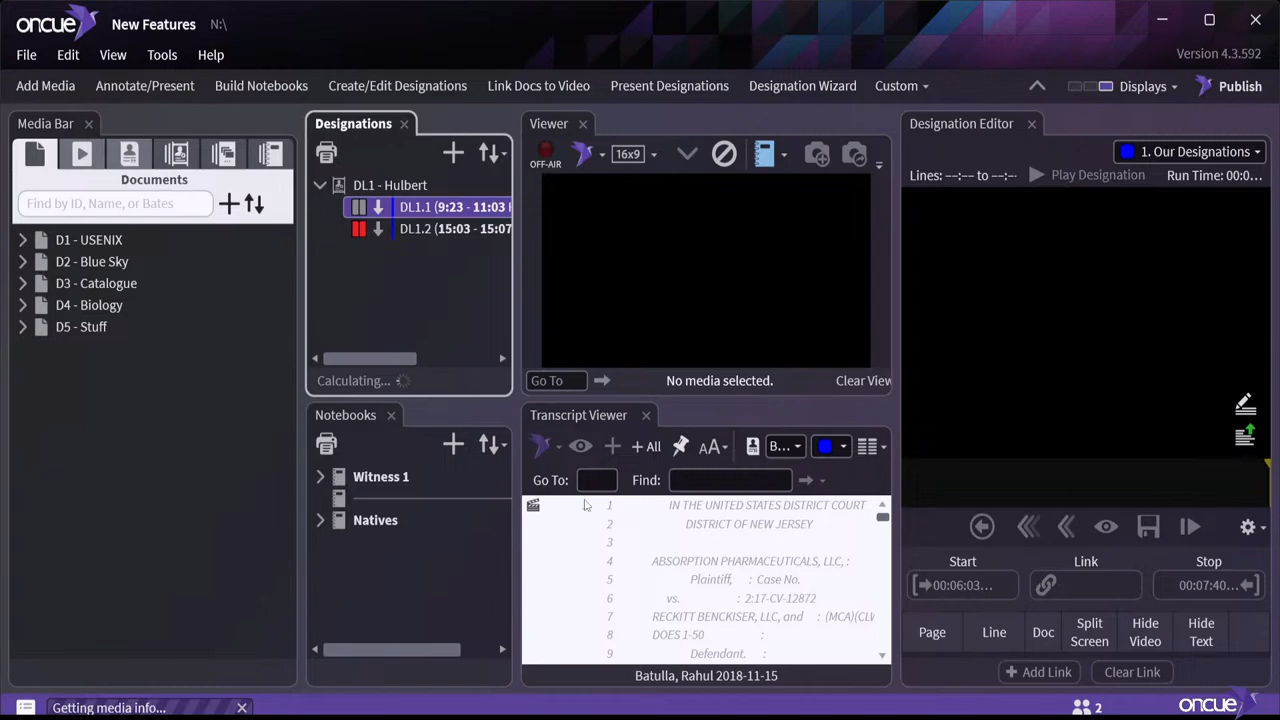 oncue New Features N:\
File Edit View Tools Help
Version 4.3.592
Add Media Annotate/Present Build Notebooks Create/Edit Designations Link Docs to Video Present Designations Designation Wizard Custom Displays Publish
Media Bar
Documents
Find by ID, Name, or Bates
D1 - USENIX
D2 - Blue Sky
D3 - Catalogue
D4 - Biology
D5 - Stuff
Designations
DL1 - Hulbert
DL1.1 (9:23 - 11:03
DL1.2 (15:03 - 15:07
Calculating...
Notebooks
Witness 1
Natives
Viewer
OFF-AIR 16x9
Go To No media selected. Clear View
Transcript Viewer
+ All AA B...
Go To: Find:
1 IN THE UNITED STATES DISTRICT COURT
2 DISTRICT OF NEW JERSEY
3
4 ABSORPTION PHARMACEUTICALS, LLC, :
5 Plaintiff, : Case No.
6 vs. : 2:17-CV-12872
7 RECKITT BENCKISER, LLC, and : (MCA)(CLW
8 DOES 1-50 :
9 Defendant. :
Batulla, Rahul 2018-11-15
Designation Editor
1. Our Designations
Lines: --:-- to --:-- Play Designation Run Time: 00:0...
Start Link Stop
00:06:03... 00:07:40...
Page Line Doc Split Screen Hide Video Hide Text
+ Add Link Clear Link
Getting media info... 2 oncue